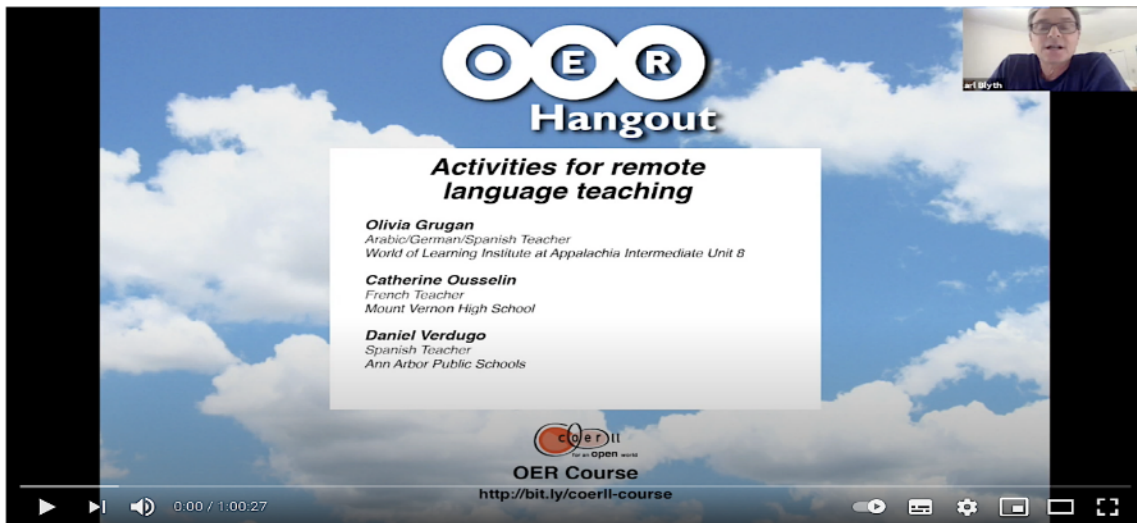 OER
Hangout
arl Blyth
Activities for remote
language teaching
Olivia Grugan
Arabic/German/Spanish Teacher
World of Learning Institute at Appalachia Intermediate Unit 8
Catherine Ousselin
French Teacher
Mount Vernon High School
Daniel Verdugo
Spanish Teacher
Ann Arbor Public Schools
coerll
for an open world
OER Course
http://bit.ly/coerll-course
0:00 / 1:00:27